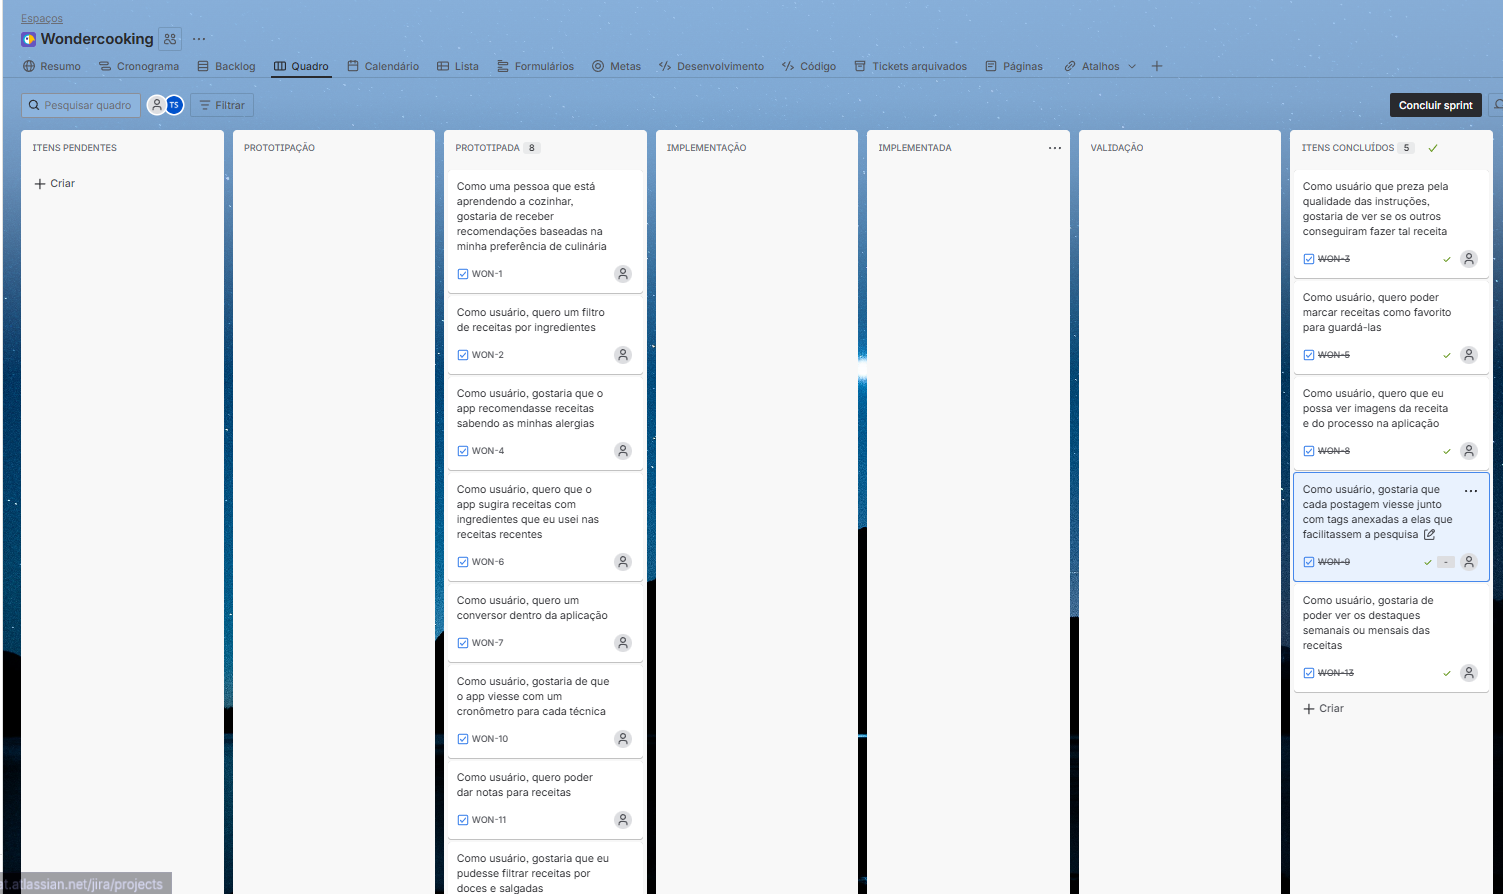 Espaços
Wondercooking
Resumo
Cronograma
Backlog
Quadro
Calendário
Lista
Formulários
Metas
Desenvolvimento
Código
Tickets arquivados
Páginas
Atalhos
Pesquisar quadro
TS
Filtrar
Concluir sprint
ITENS PENDENTES
Criar
PROTOTIPAÇÃO
PROTOTIPADA 8
Como uma pessoa que está
aprendendo a cozinhar,
gostaria de receber
recomendações baseadas na
minha preferência de culinária
WON-1
Como usuário, quero um filtro
de receitas por ingredientes
WON-2
Como usuário, gostaria que o
app recomendasse receitas
sabendo as minhas alergias
WON-4
Como usuário, quero que o
app sugira receitas com
ingredientes que eu usei nas
receitas recentes
WON-6
Como usuário, quero um
conversor dentro da aplicação
WON-7
Como usuário, gostaria de que
o app viesse com um
cronômetro para cada técnica
WON-10
Como usuário, quero poder
dar notas para receitas
WON-11
Como usuário, gostaria que eu
pudesse filtrar receitas por
doces e salgadas
IMPLEMENTAÇÃO
IMPLEMENTADA
VALIDAÇÃO
ITENS CONCLUÍDOS 5
Como usuário que preza pela
qualidade das instruções,
gostaria de ver se os outros
conseguiram fazer tal receita
WON-3
Como usuário, quero poder
marcar receitas como favorito
para guardá-las
WON-5
Como usuário, quero que eu
possa ver imagens da receita
e do processo na aplicação
WON-8
Como usuário, gostaria que
cada postagem viesse junto
com tags anexadas a elas que
facilitassem a pesquisa
WON-9
-
Como usuário, gostaria de
poder ver os destaques
semanais ou mensais das
receitas
WON-13
Criar
at.atlassian.net/jira/projects